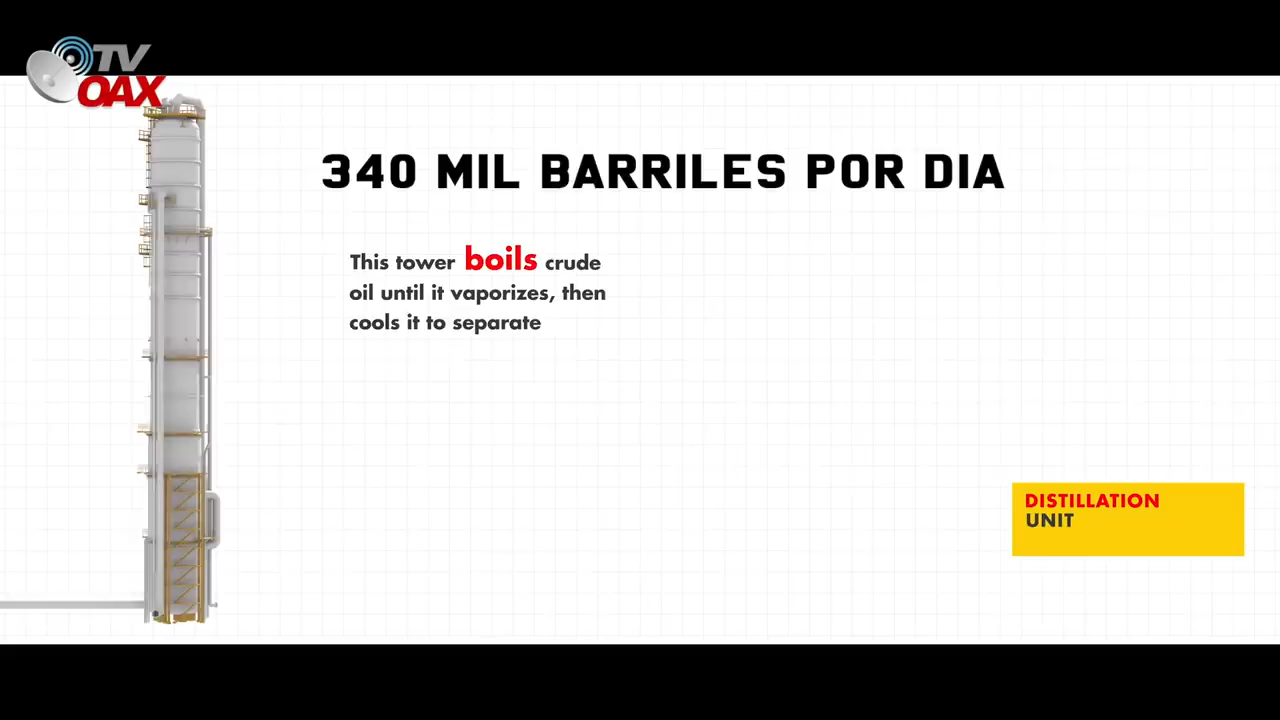 TV
OAX
340 MIL BARRILES POR DIA
This tower boils crude
oil until it vaporizes, then
cools it to separate
DISTILLATION
UNIT